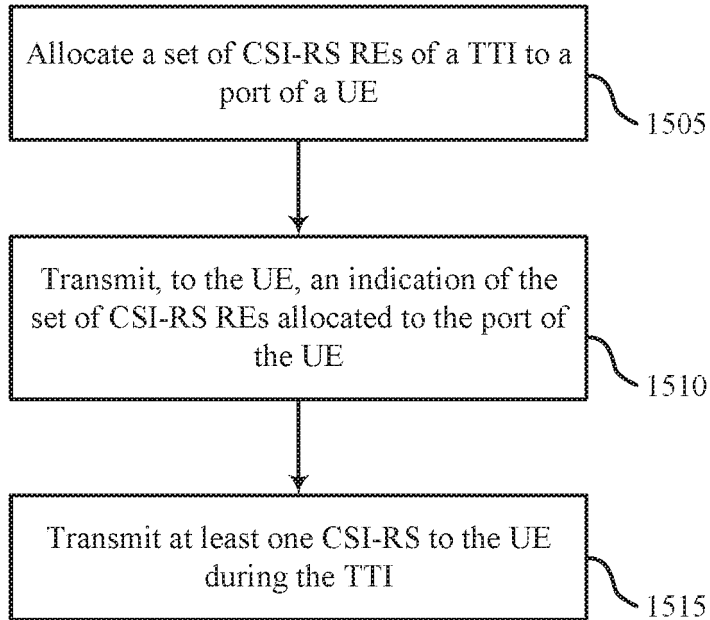 Allocate a set of CSI-RS REs of a TTI to a
port of a UE
1505
Transmit, to the UE, an indication of the
set of CSI-RS REs allocated to the port of
the UE
1510
Transmit at least one CSI-RS to the UE
during the TTI
1515